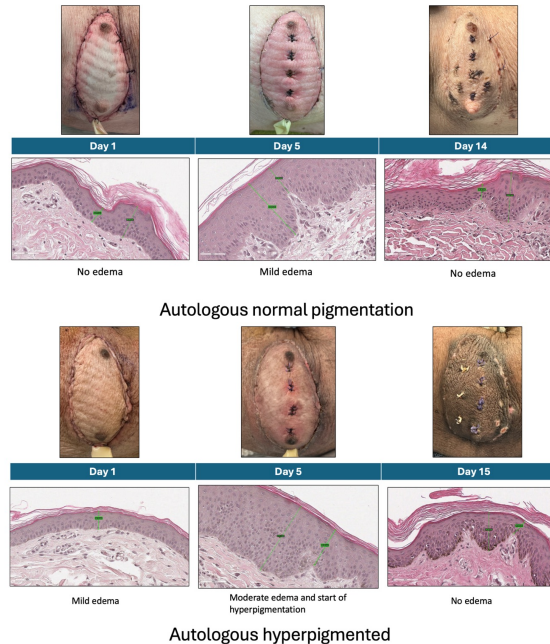 Day 1
Day 5
Day 14
No edema
Mild edema
No edema
Autologous normal pigmentation
Day 1
Day 5
Day 15
Mild edema
Moderate edema and start of
hyperpigmentation
No edema
Autologous hyperpigmented